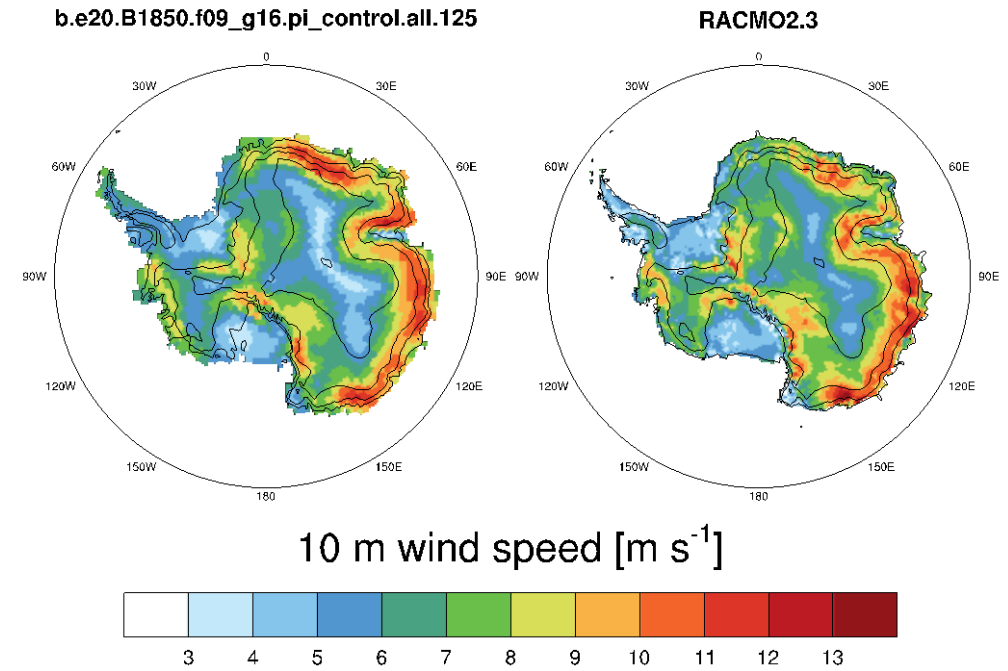 b.e20.B1850.f09_g16.pi_control.all.125
RACMO2.3
0
30W
30E
60W
60E
90W
90E
120W
120E
150W
150E
180
0
30W
30E
60W
60E
90W
90E
120W
120E
150W
150E
180
10 m wind speed [m s⁻¹]
3 4 5 6 7 8 9 10 11 12 13